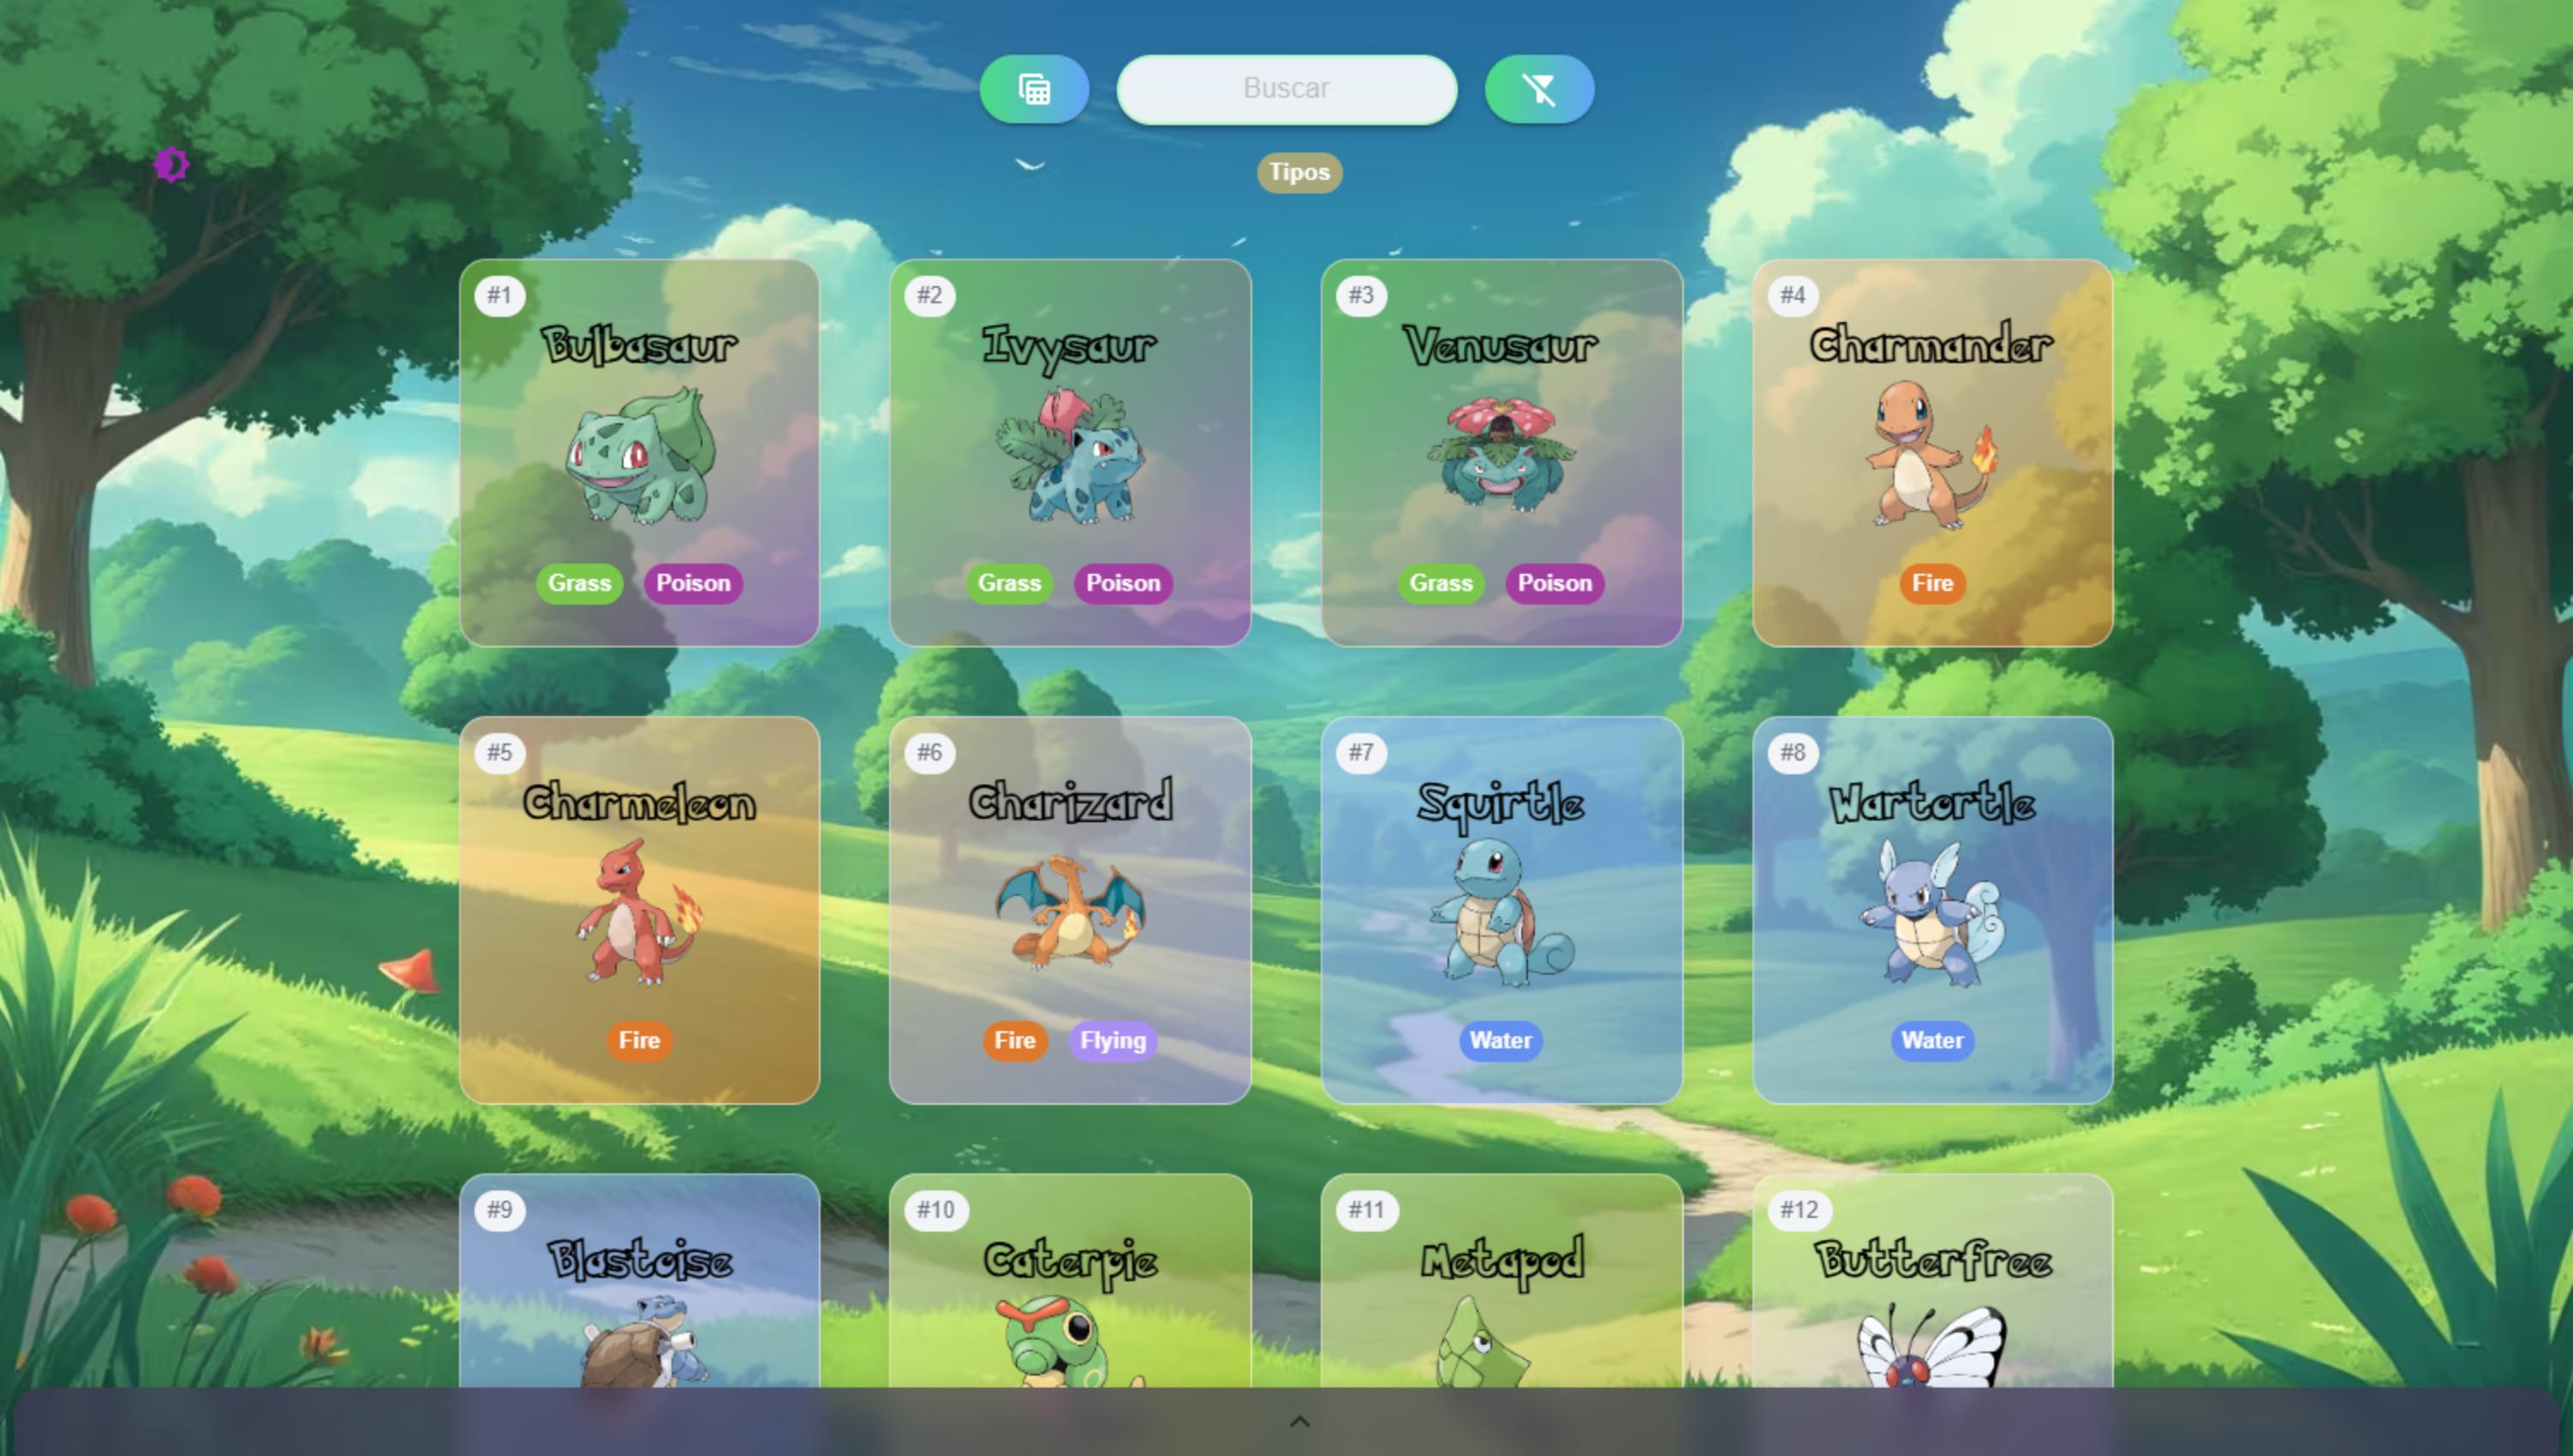 Buscar
Tipos
#1
Bulbasaur
Grass Poison
#2
Ivysaur
Grass Poison
#3
Venusaur
Grass Poison
#4
Charmander
Fire
#5
Charmeleon
Fire
#6
Charizard
Fire Flying
#7
Squirtle
Water
#8
Wartortle
Water
#9
Blastoise
#10
Caterpie
#11
Metapod
#12
Butterfree